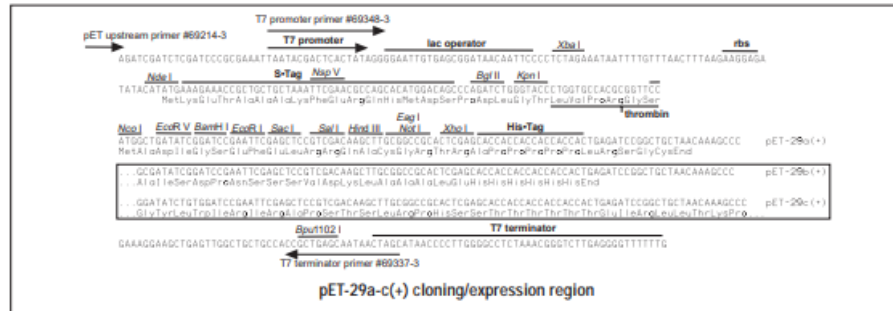 T7 promoter primer #69348-3
pET upstream primer #69214-3
T7 promoter
lac operator
Xba I
rbs
AGATCGATCTCGATCCCGCGAAATTAATACGACTCACTATAGGGGAATTGTGAGCGGATAACAATTCCCCTCTAGAAATAATTTTGTTTAACTTTAAGAAGGAGA
Nde I
S•Tag
Nsp V
Bgl II
Kpn I
TATACATATGAAAGAAACCGCTGCTGCTAAATTCGAACGCCAGCACATGGACAGCCCAGATCTGGGTACCCTGGTGCCACGCGGTTCC
MetLysGluThrAlaAlaAlaLysPheGluArgGlnHisMetAspSerProAspLeuGlyThrLeuValProArgGlySer
thrombin
Nco I
EcoR V
BamH I
EcoR I
Sac I
Sal I
Hind III
Eag I
Not I
Xho I
His•Tag
ATGGCTGATATCGGATCCGAATTCGAGCTCCGTCGACAAGCTTGCGGCCGCACTCGAGCACCACCACCACCACCACTGAGATCCGGCTGCTAACAAAGCCC pET-29a(+)
MetAlaAspIleGlySerGluPheGluLeuArgArgGlnAlaCysGlyArgThrArgAlaProProProProProLeuArgSerGlyCysEnd
...GCGATATCGGATCCGAATTCGAGCTCCGTCGACAAGCTTGCGGCCGCACTCGAGCACCACCACCACCACCACTGAGATCCGGCTGCTAACAAAGCCC pET-29b(+)
...AlaIleSerAspProAsnSerSerSerValAspLysLeuAlaAlaAlaLeuGluHisHisHisHisHisHisEnd
...GGATATCTGTGGATCCGAATTCGAGCTCCGTCGACAAGCTTGCGGCCGCACTCGAGCACCACCACCACCACCACTGAGATCCGGCTGCTAACAAAGCCC pET-29c(+)
...GlyTyrLeuTrpIleArgIleArgAlaProSerThrSerLeuArgProHisSerSerThrThrThrThrThrThrGluIleArgLeuLeuThrLysPro...
GAAAGGAAGCTGAGTTGGCTGCTGCCACCGCTGAGCAATAACTAGCATAACCCCTTGGGGCCTCTAAACGGGTCTTGAGGGGTTTTTTG
Bpu1102 I
T7 terminator
T7 terminator primer #69337-3
pET-29a-c(+) cloning/expression region